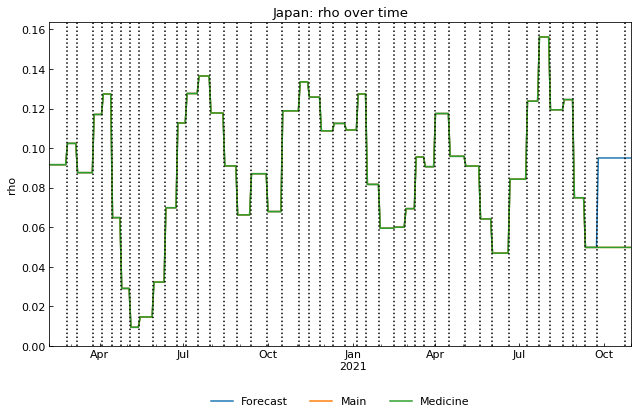 Japan: rho over time
0.16
0.14
0.12
0.10
0.08
0.06
0.04
0.02
0.00
rho
Apr Jul Oct Jan Apr Jul Oct
2021
Forecast Main Medicine